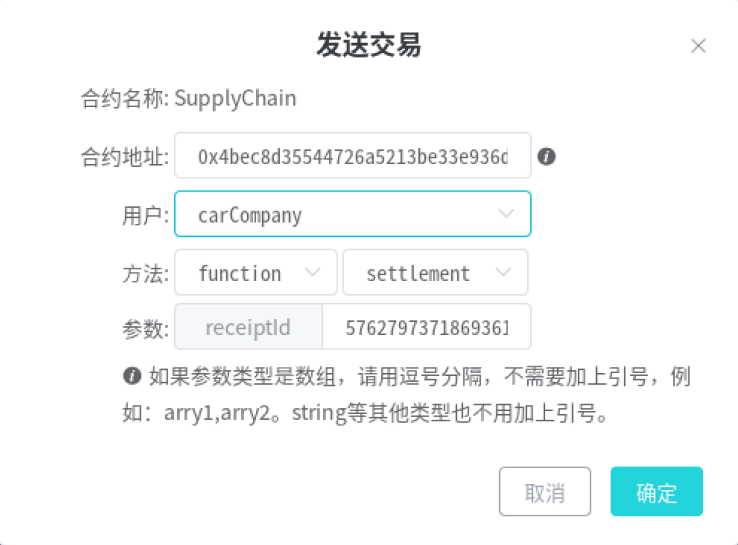 发送交易
合约名称: SupplyChain
合约地址: 0x4bec8d35544726a5213be33e936d
用户: carCompany
方法: function settlement
参数: receiptId 5762797371869361
如果参数类型是数组，请用逗号分隔，不需要加上引号，例
如：arry1,arry2。string等其他类型也不用加上引号。
取消 确定